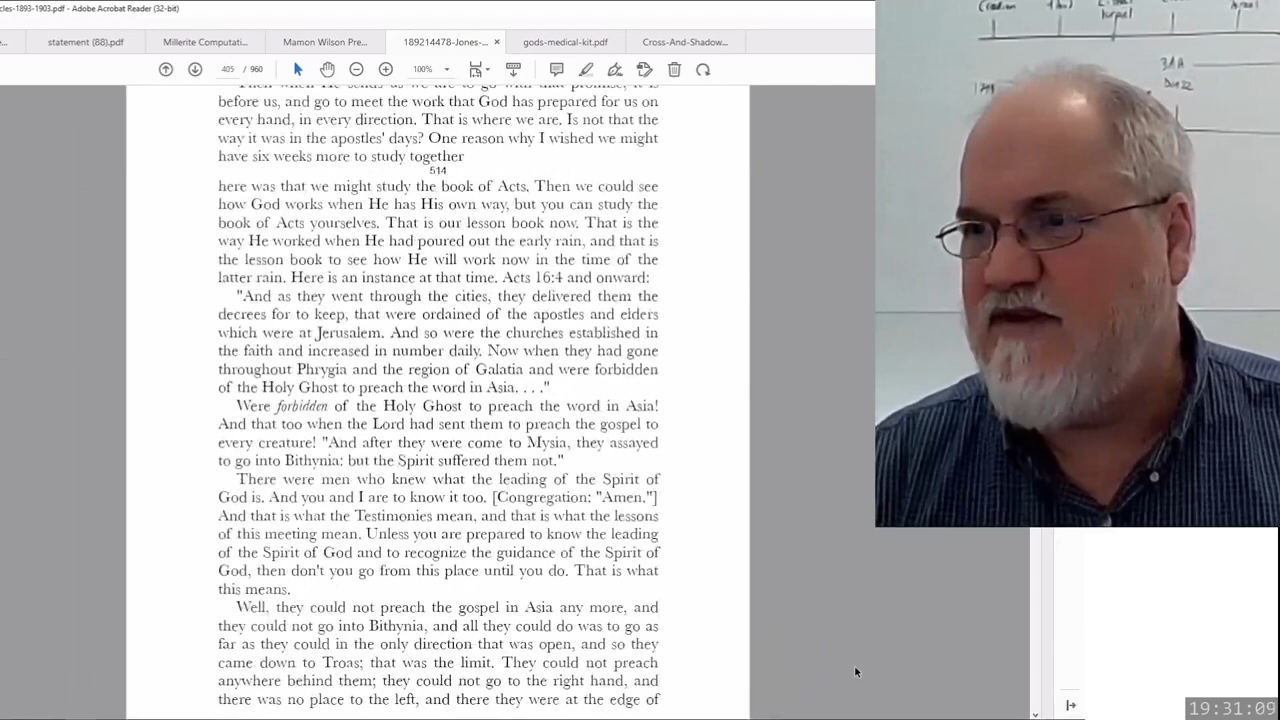 cles-1893-1903.pdf - Adobe Acrobat Reader (32-bit)
e...
statement (88).pdf
Millerite Computati...
Mamon Wilson Pre...
189214478-Jones-...
gods-medical-kit.pdf
Cross-And-Shadow...
405 / 960
100%
Then when He sends us we are to go with that promise, it is
before us, and go to meet the work that God has prepared for us on
every hand, in every direction. That is where we are. Is not that the
way it was in the apostles' days? One reason why I wished we might
have six weeks more to study together
514
here was that we might study the book of Acts. Then we could see
how God works when He has His own way, but you can study the
book of Acts yourselves. That is our lesson book now. That is the
way He worked when He had poured out the early rain, and that is
the lesson book to see how He will work now in the time of the
latter rain. Here is an instance at that time. Acts 16:4 and onward:
"And as they went through the cities, they delivered them the
decrees for to keep, that were ordained of the apostles and elders
which were at Jerusalem. And so were the churches established in
the faith and increased in number daily. Now when they had gone
throughout Phrygia and the region of Galatia and were forbidden
of the Holy Ghost to preach the word in Asia. . . ."
Were forbidden of the Holy Ghost to preach the word in Asia!
And that too when the Lord had sent them to preach the gospel to
every creature! "And after they were come to Mysia, they assayed
to go into Bithynia: but the Spirit suffered them not."
There were men who knew what the leading of the Spirit of
God is. And you and I are to know it too. [Congregation: "Amen."]
And that is what the Testimonies mean, and that is what the lessons
of this meeting mean. Unless you are prepared to know the leading
of the Spirit of God and to recognize the guidance of the Spirit of
God, then don't you go from this place until you do. That is what
this means.
Well, they could not preach the gospel in Asia any more, and
they could not go into Bithynia, and all they could do was to go as
far as they could in the only direction that was open, and so they
came down to Troas; that was the limit. They could not preach
anywhere behind them; they could not go to the right hand, and
there was no place to the left, and there they were at the edge of
19:31:09